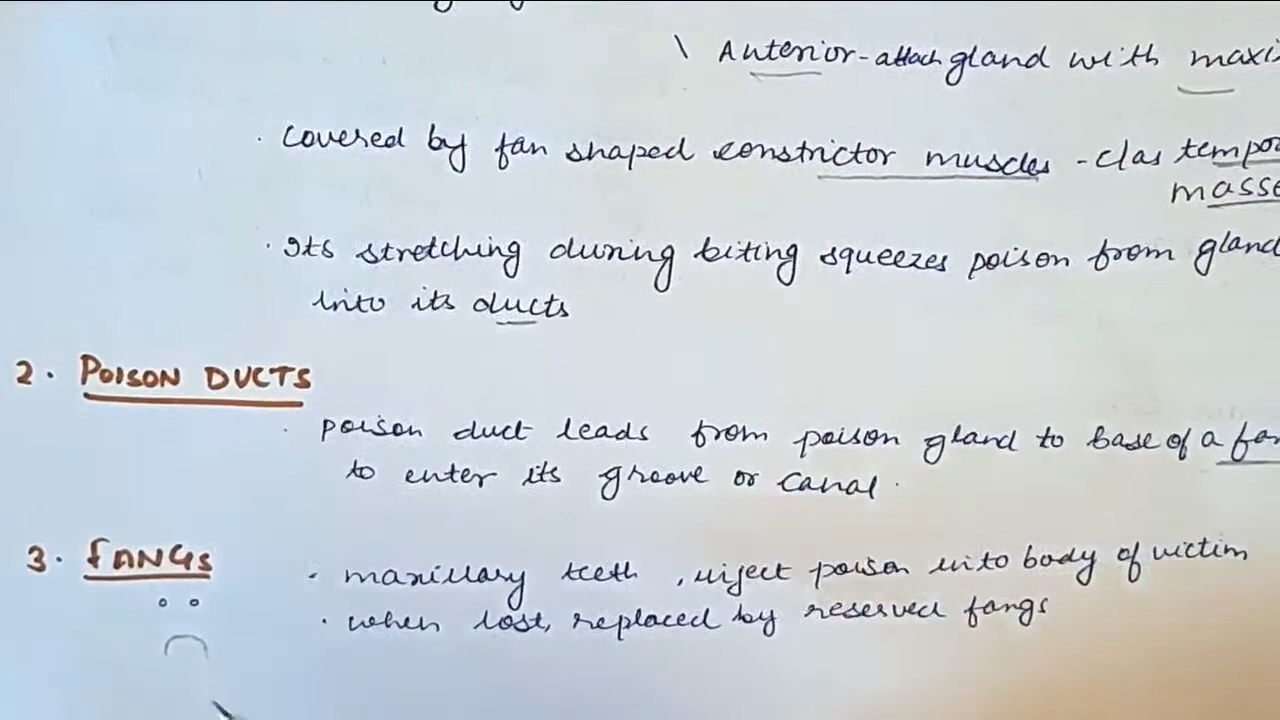 \ Anterior-attach gland with maxi
. covered by fan shaped constrictor muscles - clas tempo
masse
. Its stretching during biting squeezes poison from gland
into its ducts
2. POISON DUCTS
. poison duct leads from poison gland to base of a fan
to enter its groove or canal.
3. FANGS
. maxillary teeth, inject poison into body of victim
. when lost, replaced by reserved fangs